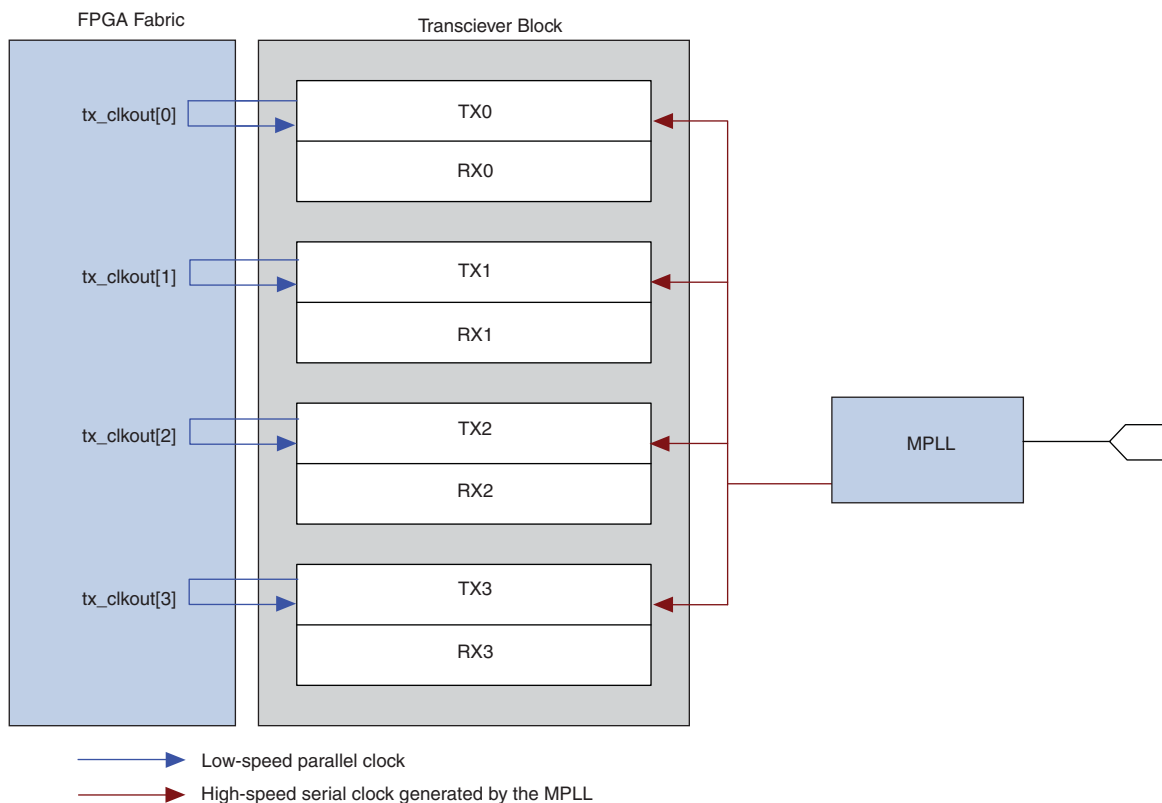 FPGA Fabric
Transciever Block
tx_clkout[0]
TX0
RX0
tx_clkout[1]
TX1
RX1
tx_clkout[2]
TX2
RX2
MPLL
tx_clkout[3]
TX3
RX3
Low-speed parallel clock
High-speed serial clock generated by the MPLL